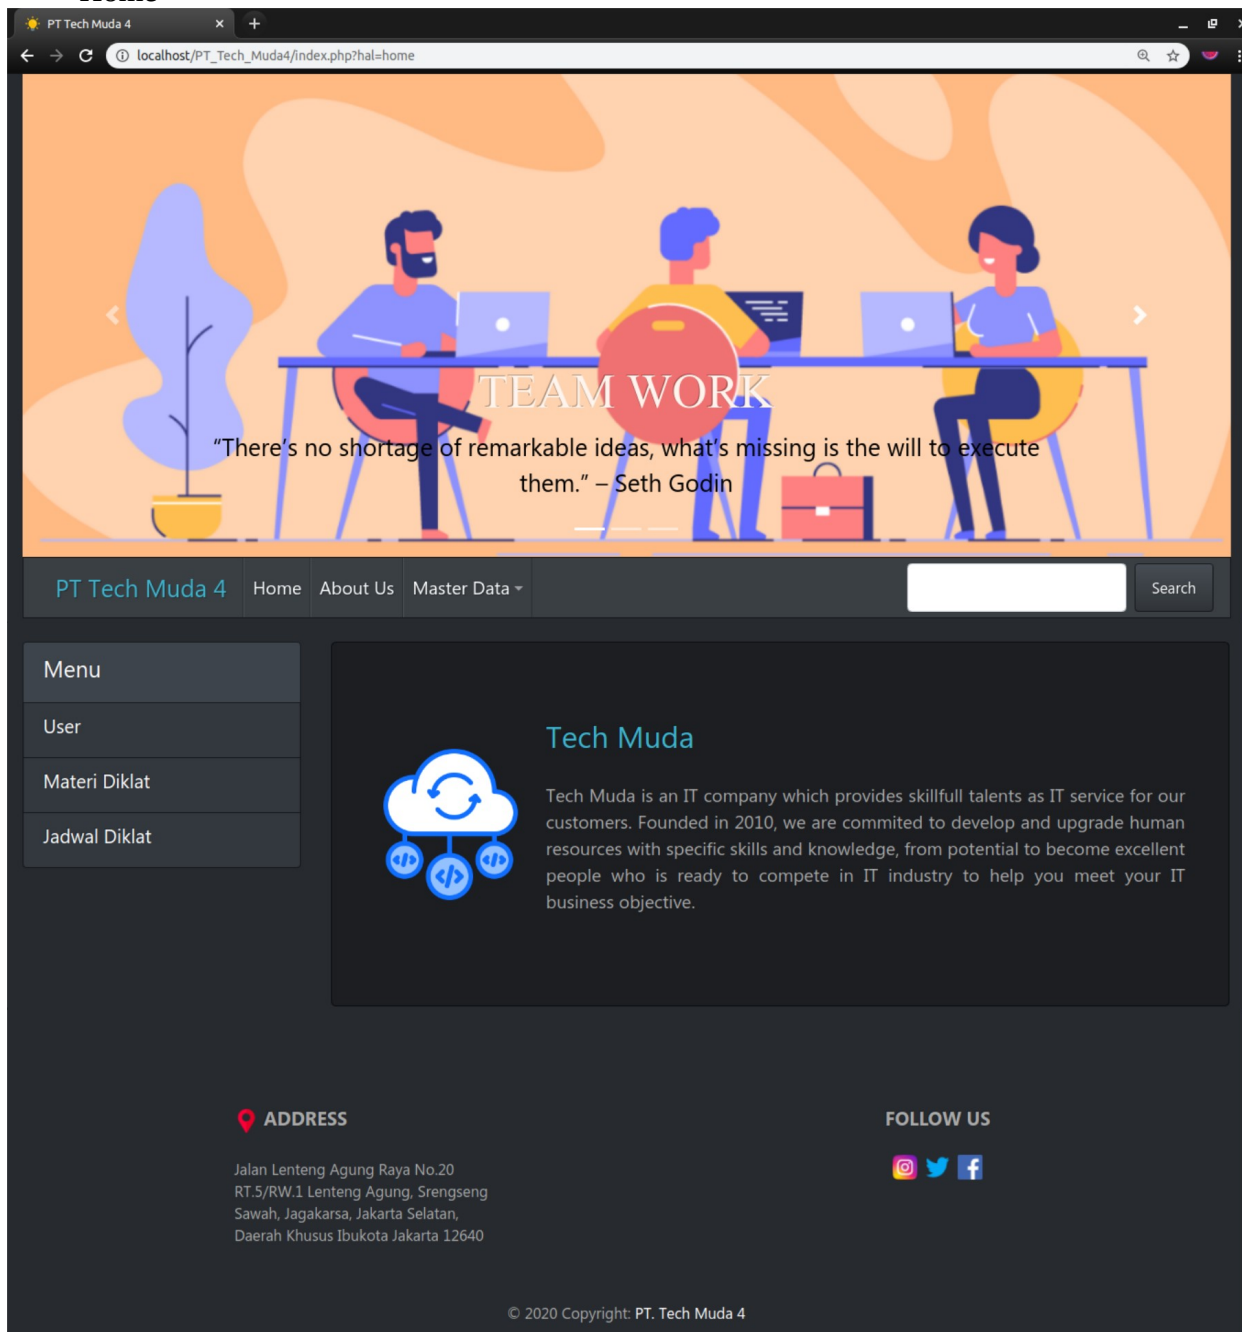 Home
PT Tech Muda 4
localhost/PT_Tech_Muda4/index.php?hal=home
TEAM WORK
“There’s no shortage of remarkable ideas, what’s missing is the will to execute
them.” – Seth Godin
PT Tech Muda 4 Home About Us Master Data Search
Menu
User
Materi Diklat
Jadwal Diklat
Tech Muda
Tech Muda is an IT company which provides skillfull talents as IT service for our
customers. Founded in 2010, we are commited to develop and upgrade human
resources with specific skills and knowledge, from potential to become excellent
people who is ready to compete in IT industry to help you meet your IT
business objective.
ADDRESS
Jalan Lenteng Agung Raya No.20
RT.5/RW.1 Lenteng Agung, Srengseng
Sawah, Jagakarsa, Jakarta Selatan,
Daerah Khusus Ibukota Jakarta 12640
FOLLOW US
© 2020 Copyright: PT. Tech Muda 4